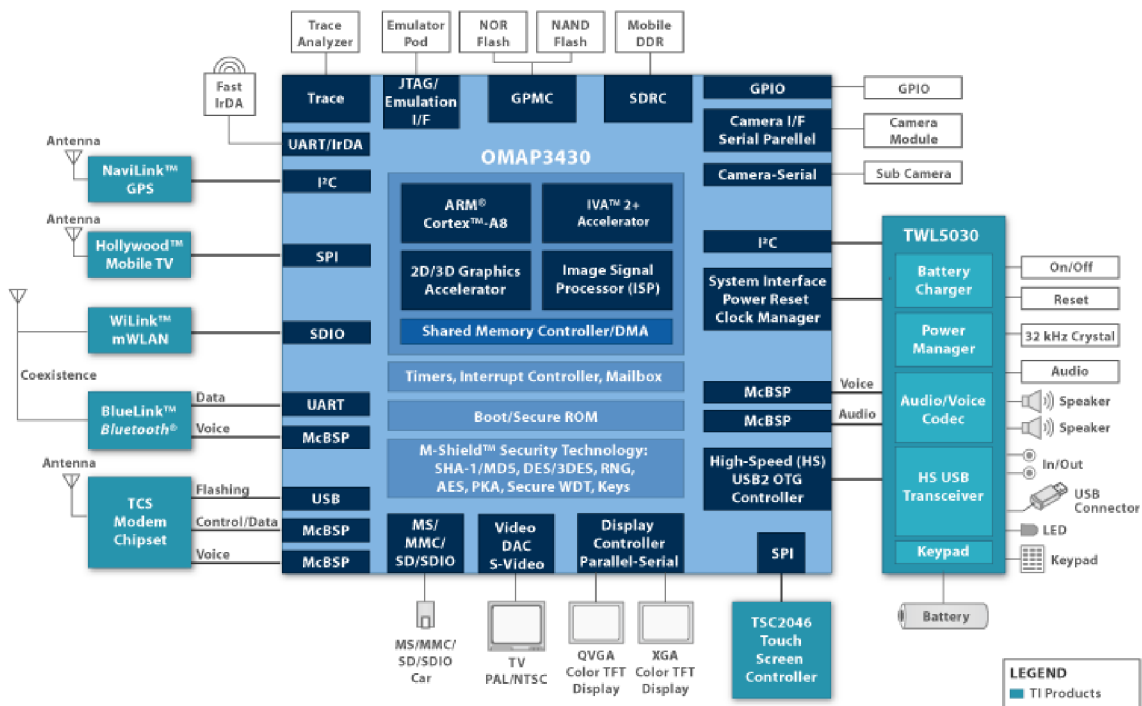 Trace
Analyzer
Emulator
Pod
NOR
Flash
NAND
Flash
Mobile
DDR
Fast
IrDA
Trace
JTAG/
Emulation
I/F
GPMC
SDRC
GPIO
GPIO
UART/IrDA
Camera I/F
Serial Parellel
Camera
Module
Antenna
NaviLink™
GPS
I²C
OMAP3430
Camera-Serial
Sub Camera
ARM®
Cortex™-A8
IVA™ 2+
Accelerator
Antenna
Hollywood™
Mobile TV
SPI
2D/3D Graphics
Accelerator
Image Signal
Processor (ISP)
I²C
TWL5030
System Interface
Power Reset
Clock Manager
Battery
Charger
On/Off
Reset
WiLink™
mWLAN
SDIO
Shared Memory Controller/DMA
Power
Manager
32 kHz Crystal
Coexistence
Timers, Interrupt Controller, Mailbox
Audio
BlueLink™
Bluetooth®
Data
Voice
UART
McBSP
Boot/Secure ROM
McBSP
McBSP
Voice
Audio
Audio/Voice
Codec
Speaker
Speaker
M-Shield™ Security Technology:
SHA-1/MD5, DES/3DES, RNG,
AES, PKA, Secure WDT, Keys
High-Speed (HS)
USB2 OTG
Controller
HS USB
Transceiver
In/Out
USB
Connector
Antenna
TCS
Modem
Chipset
Flashing
Control/Data
Voice
USB
McBSP
McBSP
MS/
MMC/
SD/SDIO
Video
DAC
S-Video
Display
Controller
Parallel-Serial
SPI
LED
Keypad
Keypad
Battery
MS/MMC/
SD/SDIO
Car
TV
PAL/NTSC
QVGA
Color TFT
Display
XGA
Color TFT
Display
TSC2046
Touch
Screen
Controller
LEGEND
TI Products